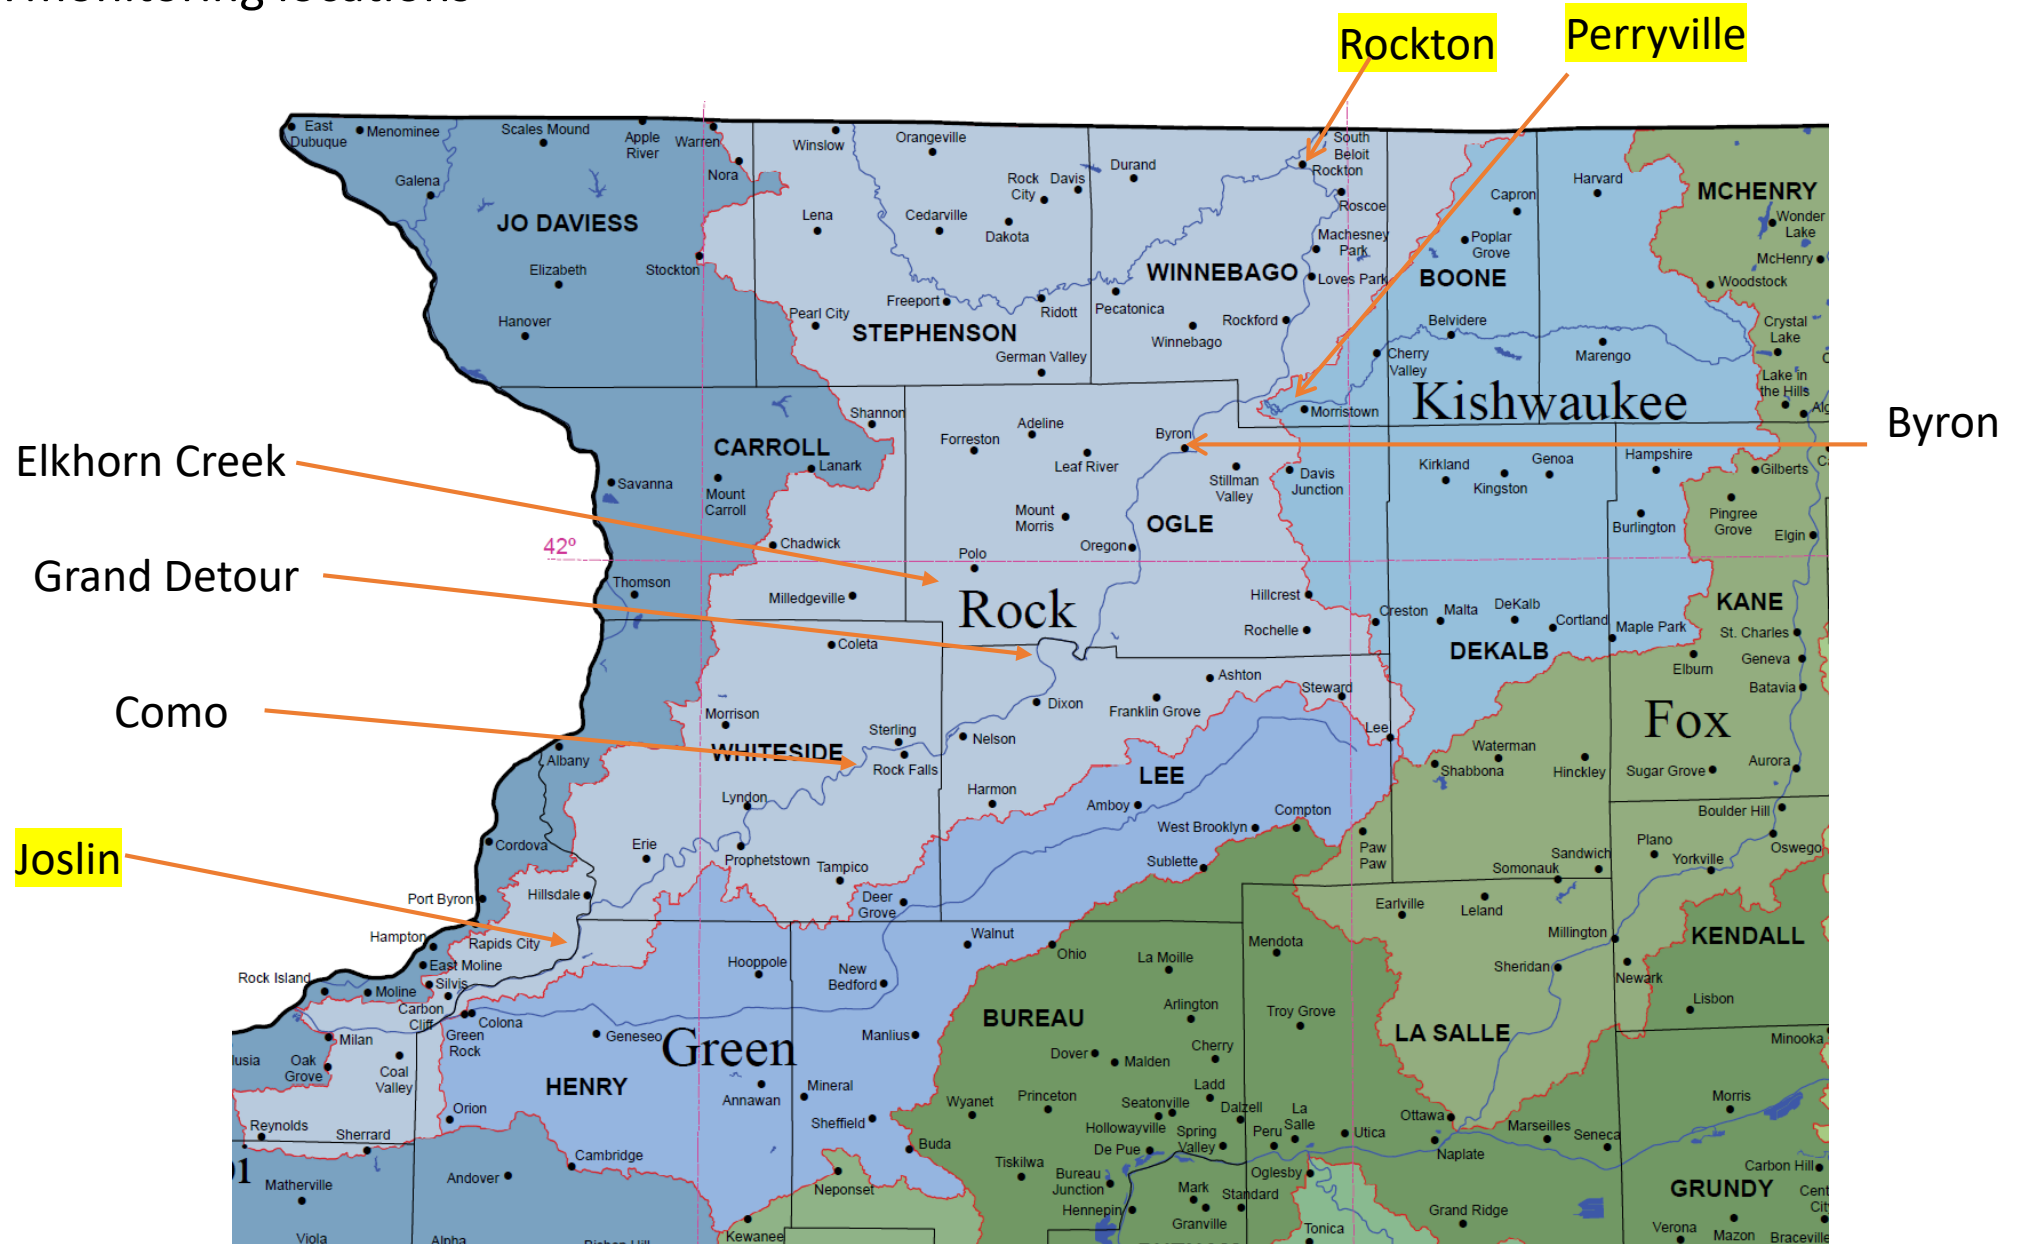 monitoring locations
Rockton
Perryville
Byron
Elkhorn Creek
Grand Detour
Como
Joslin
East
Dubuque
Menominee
Scales Mound
Apple
River
Warren
Nora
Galena
JO DAVIESS
Elizabeth
Stockton
Hanover
Winslow
Orangeville
Lena
Cedarville
Rock
City
Davis
Dakota
Durand
Freeport
Ridott
Pearl City
STEPHENSON
German Valley
South
Beloit
Rockton
Roscoe
Machesney
Park
Loves Park
WINNEBAGO
Pecatonica
Winnebago
Rockford
Cherry
Valley
Morristown
Capron
Poplar
Grove
BOONE
Belvidere
Harvard
Marengo
Kishwaukee
MCHENRY
Wonder
Lake
McHenry
Woodstock
Crystal
Lake
Lake in
the Hills
Alg
Shannon
CARROLL
Lanark
Savanna
Mount
Carroll
Chadwick
42°
Thomson
Milledgeville
Forreston
Adeline
Leaf River
Byron
Stillman
Valley
Davis
Junction
Mount
Morris
OGLE
Oregon
Polo
Rock
Hillcrest
Rochelle
Kirkland
Kingston
Genoa
Hampshire
Burlington
Gilberts
Pingree
Grove
Elgin
Creston
Malta
DeKalb
Cortland
Maple Park
DEKALB
KANE
St. Charles
Geneva
Elburn
Batavia
Fox
Coleta
Morrison
WHITESIDE
Sterling
Rock Falls
Lyndon
Erie
Prophetstown
Tampico
Deer
Grove
Albany
Cordova
Port Byron
Hillsdale
Hampton
Rapids City
Rock Island
East Moline
Moline
Silvis
Carbon
Cliff
Colona
Green
Rock
Milan
Oak
Grove
Coal
Valley
lusia
Reynolds
Sherrard
Orion
Matherville
Viola
Andover
Alpha
Cambridge
Bishop Hill
Dixon
Nelson
Harmon
Franklin Grove
Ashton
Steward
Lee
LEE
Amboy
West Brooklyn
Compton
Sublette
Paw
Paw
Waterman
Shabbona
Hinckley
Sugar Grove
Aurora
Boulder Hill
Oswego
Plano
Yorkville
Sandwich
Somonauk
Earlville
Leland
Millington
Sheridan
Newark
Lisbon
KENDALL
Minooka
Hooppole
New
Bedford
Walnut
Ohio
La Moille
Mendota
Arlington
Troy Grove
BUREAU
LA SALLE
Green
Geneseo
HENRY
Annawan
Manlius
Mineral
Sheffield
Dover
Malden
Cherry
Princeton
Wyanet
Ladd
Seatonville
Dalzell
Hollowayville
Spring
Valley
De Pue
Buda
Tiskilwa
Bureau
Junction
Hennepin
Neponset
Kewanee
Peru
La
Salle
Utica
Oglesby
Mark
Standard
Granville
Tonica
Ottawa
Naplate
Marseilles
Seneca
Grand Ridge
Morris
Carbon Hill
GRUNDY
Cent
City
Verona
Mazon
Braceville